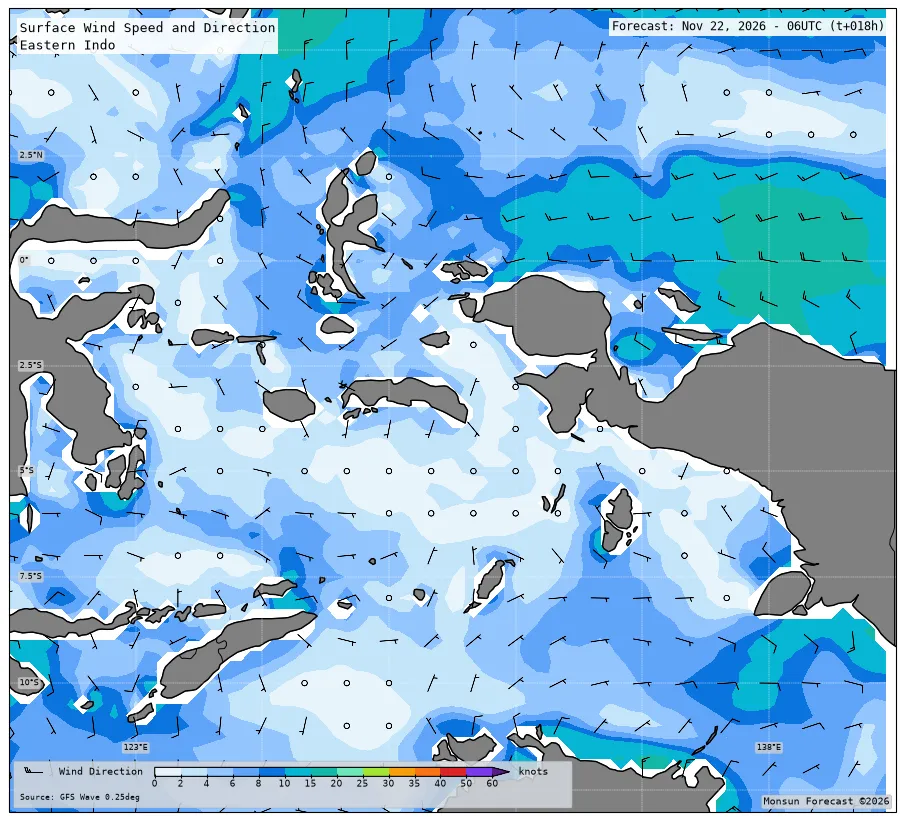 Surface Wind Speed and Direction
Eastern Indo
Forecast: Nov 22, 2026 - 06UTC (t+018h)
2.5°N
0°
2.5°S
5°S
7.5°S
10°S
123°E
138°E
Wind Direction
0 2 4 6 8 10 15 20 25 30 40 50 60
knots
Source: GFS Wave 0.25deg
Monsun Forecast ©2026